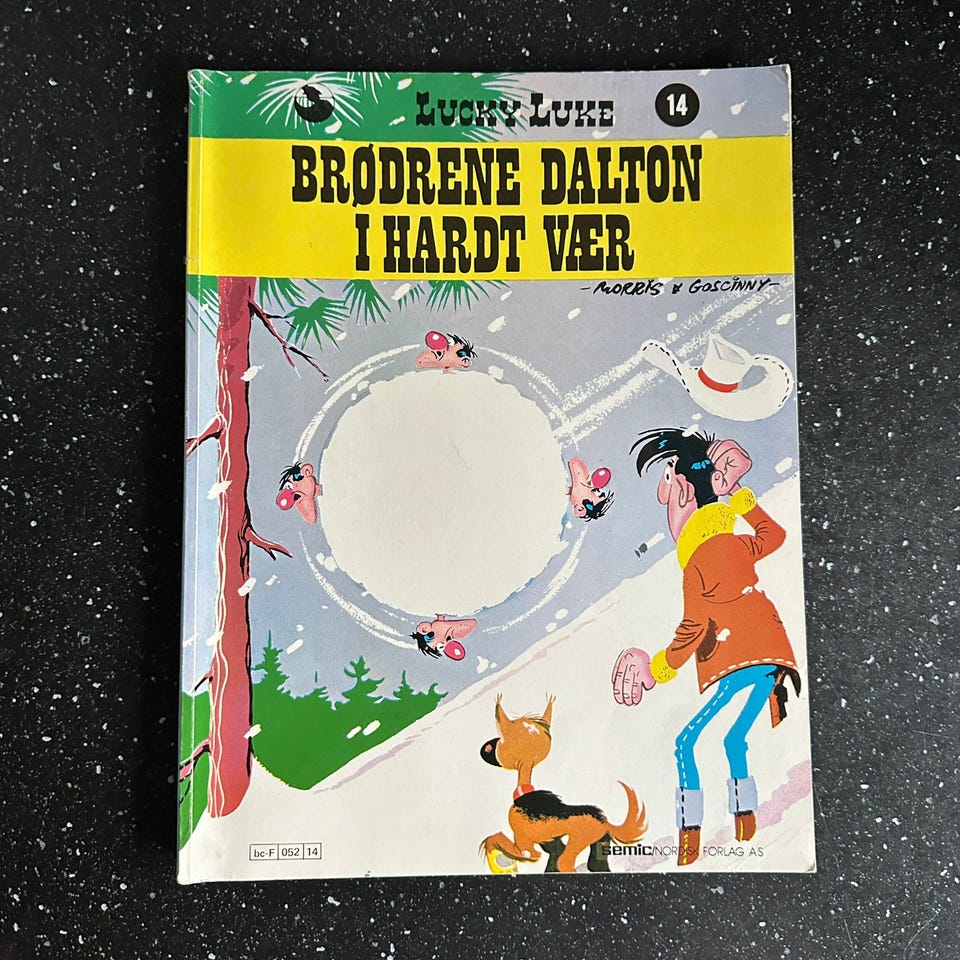 LUCKY LUKE 14
BRØDRENE DALTON
I HARDT VÆR
-MORRIS & GOSCINNY-
bc-F 052 14
semic/NORDISK FORLAG AS